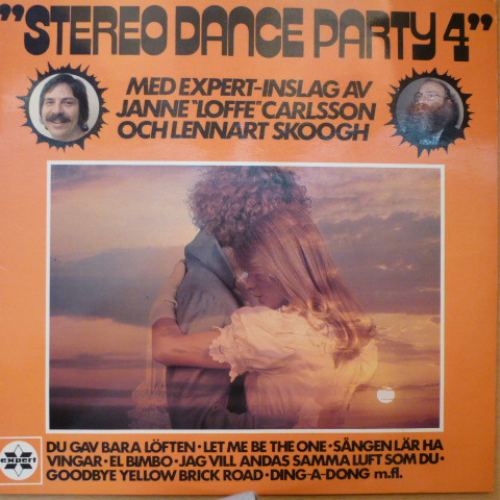 "STEREO DANCE PARTY 4"
MED EXPERT-INSLAG AV
JANNE "LOFFE" CARLSSON
OCH LENNART SKOOGH
DU GAV BARA LÖFTEN · LET ME BE THE ONE · SÅNGEN LÄR HA
VINGAR · EL BIMBO · JAG VILL ANDAS SAMMA LUFT SOM DU ·
GOODBYE YELLOW BRICK ROAD · DING-A-DONG m.fl.
expert